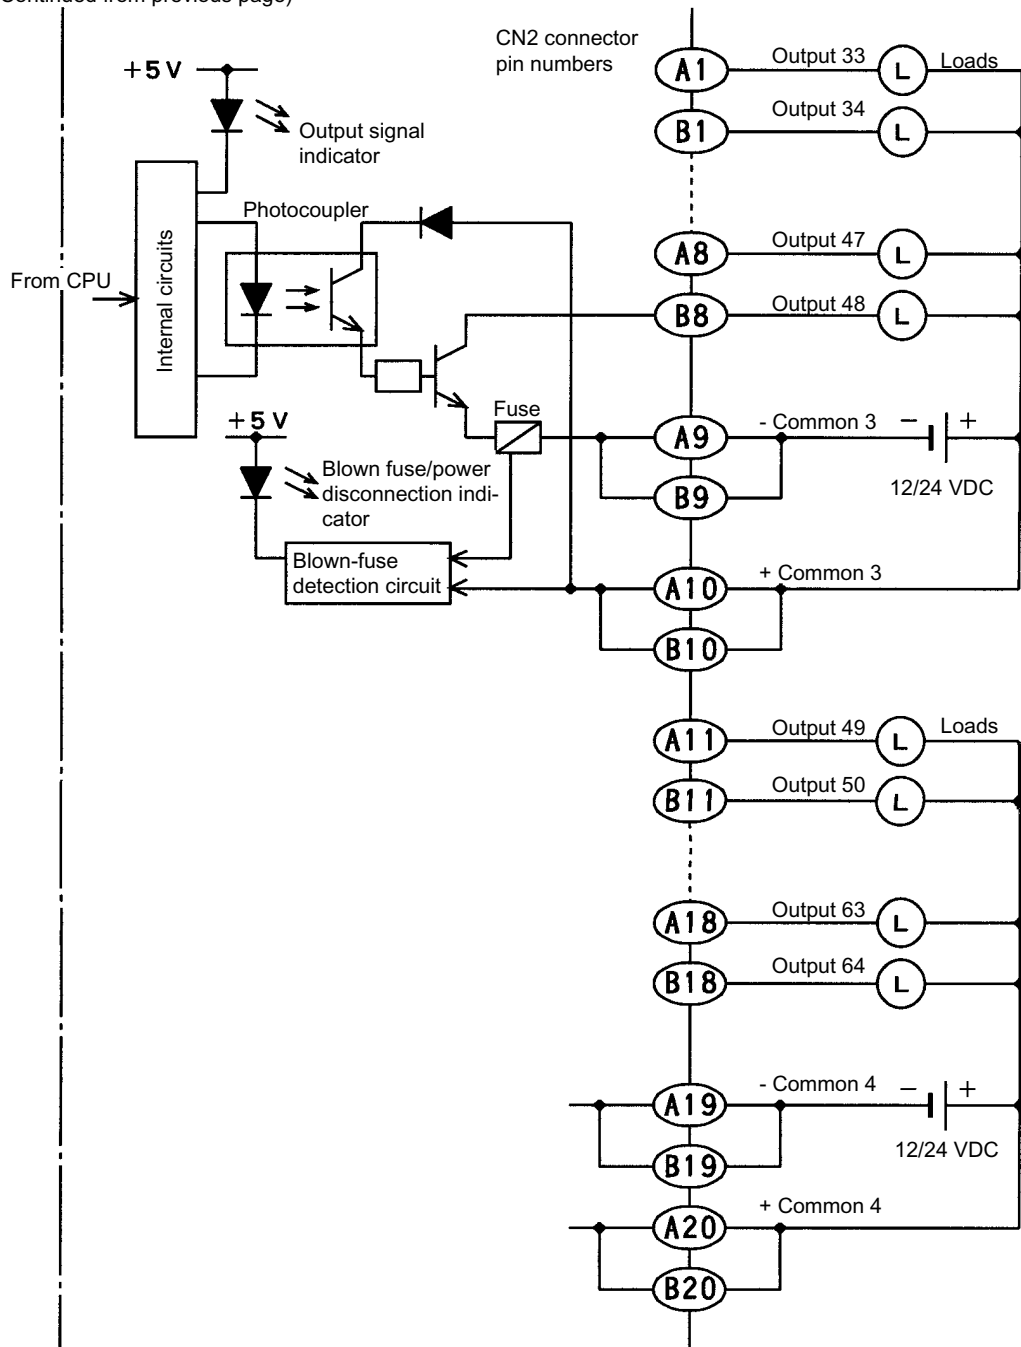 Continued from previous page)
CN2 connector
pin numbers
+5 V
Output signal
indicator
Photocoupler
From CPU
Internal circuits
+5 V
Fuse
Blown fuse/power
disconnection indi-
cator
Blown-fuse
detection circuit
A1 Output 33 L Loads
B1 Output 34 L
A8 Output 47 L
B8 Output 48 L
A9 - Common 3 − +
12/24 VDC
B9
A10 + Common 3
B10
A11 Output 49 L Loads
B11 Output 50 L
A18 Output 63 L
B18 Output 64 L
A19 - Common 4 − +
12/24 VDC
B19
A20 + Common 4
B20